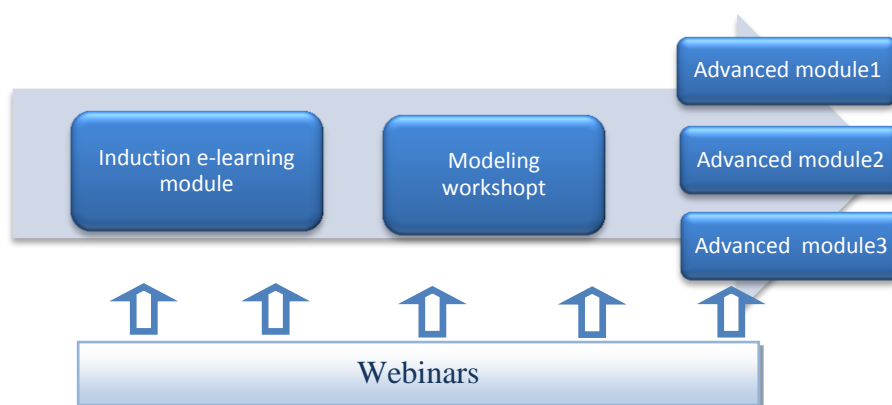 Advanced module1
Induction e-learning
module
Modeling
workshopt
Advanced module2
Advanced  module3
Webinars